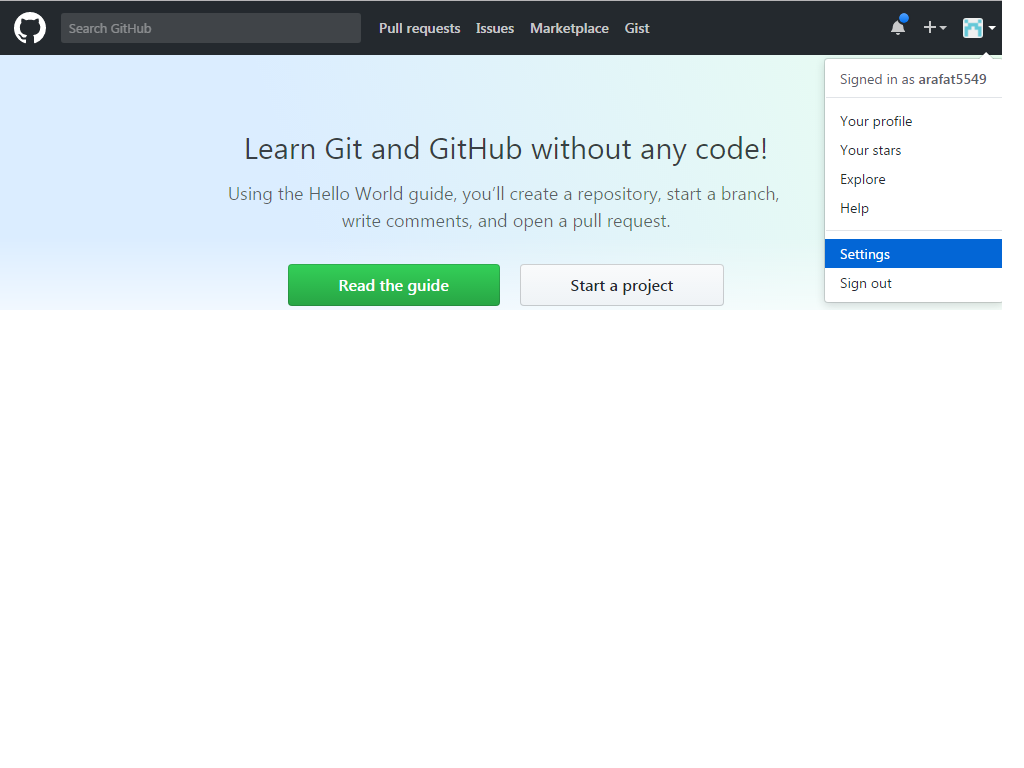 Search GitHub
Pull requests
Issues
Marketplace
Gist
Signed in as arafat5549
Your profile
Your stars
Explore
Help
Settings
Sign out
Learn Git and GitHub without any code!
Using the Hello World guide, you’ll create a repository, start a branch,
write comments, and open a pull request.
Read the guide
Start a project